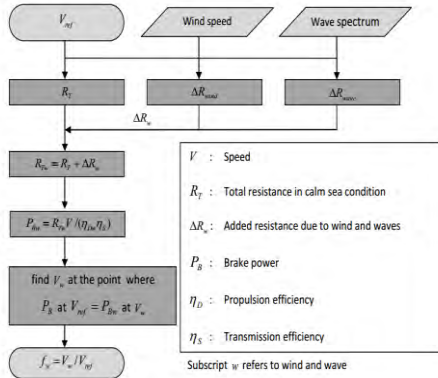 V_ref
Wind speed
Wave spectrum
R_T
ΔR_wind
ΔR_wave
ΔR_w
R_Tw = R_T + ΔR_w
P_Bw = R_Tw V /(η_Dw η_S)
find V_w at the point where
P_B at V_ref = P_Bw at V_w
f_w = V_w / V_ref
V : Speed
R_T : Total resistance in calm sea condition
ΔR_w : Added resistance due to wind and waves
P_B : Brake power
η_D : Propulsion efficiency
η_S : Transmission efficiency
Subscript w refers to wind and wave